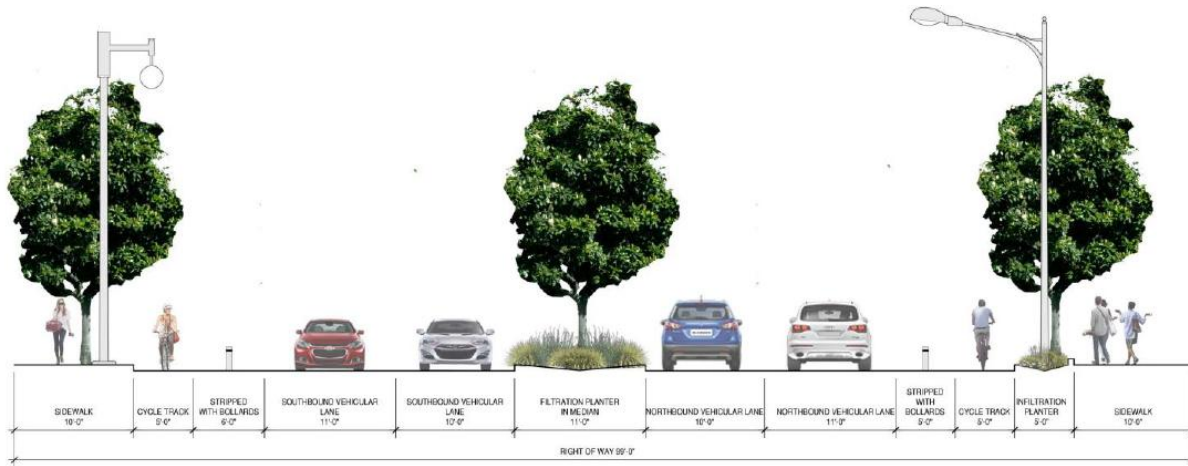 SIDEWALK
10'-0"
CYCLE TRACK
5'-0"
STRIPPED
WITH BOLLARDS
6'-0"
SOUTHBOUND VEHICULAR
LANE
11'-0"
SOUTHBOUND VEHICULAR
LANE
10'-0"
FILTRATION PLANTER
IN MEDIAN
11'-0"
NORTHBOUND VEHICULAR LANE
10'-0"
NORTHBOUND VEHICULAR LANE
11'-0"
STRIPPED
WITH
BOLLARDS
5'-0"
CYCLE TRACK
5'-0"
INFILTRATION
PLANTER
5'-0"
SIDEWALK
10'-0"
RIGHT OF WAY 99'-0"